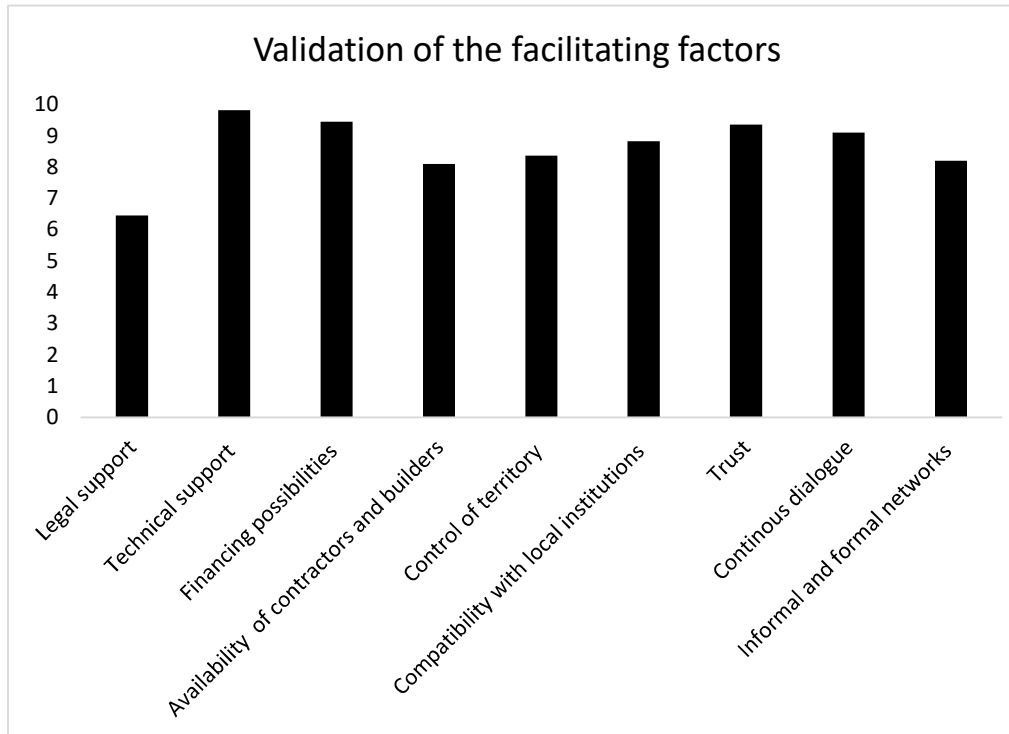 Validation of the facilitating factors
10
9
8
7
6
5
4
3
2
1
0
Legal support
Technical support
Financing possibilities
Availability of contractors and builders
Control of territory
Compatibility with local institutions
Trust
Continous dialogue
Informal and formal networks